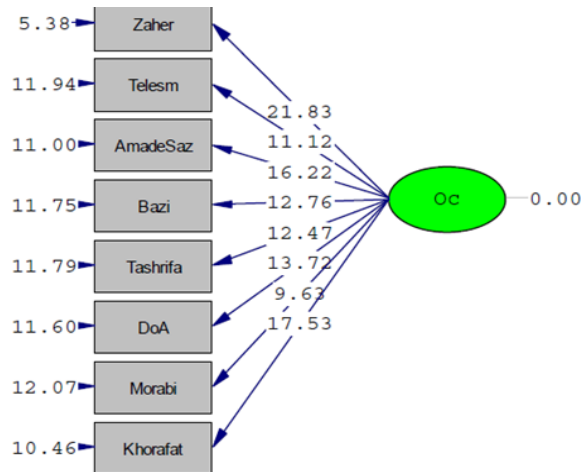 5.38 Zaher
21.83
11.94 Telesm
11.12
11.00 AmadeSaz
16.22
11.75 Bazi
12.76
Oc 0.00
11.79 Tashrifa
12.47
11.60 DoA
13.72
12.07 Morabi
9.63
10.46 Khorafat
17.53